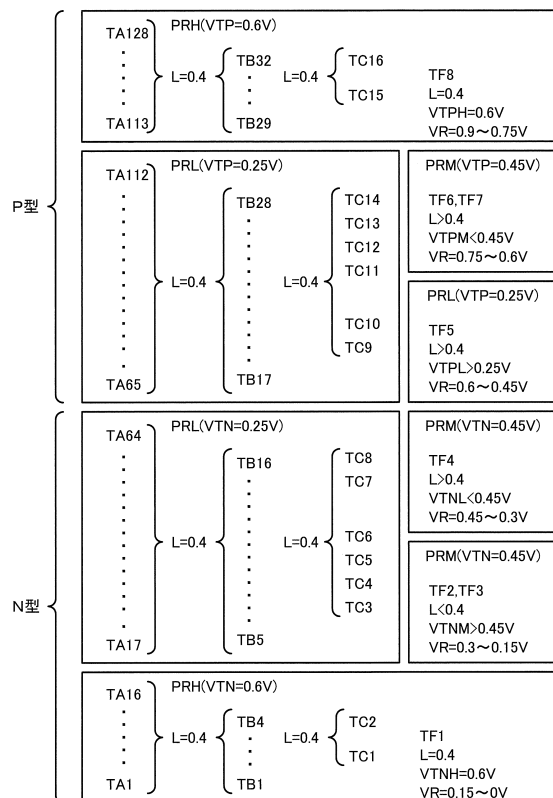 P型
PRH(VTP=0.6V)
TA128
TA113
L=0.4
TB32
TB29
L=0.4
TC16
TC15
TF8
L=0.4
VTPH=0.6V
VR=0.9～0.75V
PRL(VTP=0.25V)
TA112
TA65
L=0.4
TB28
TB17
L=0.4
TC14
TC13
TC12
TC11
TC10
TC9
PRM(VTP=0.45V)
TF6,TF7
L>0.4
VTPM<0.45V
VR=0.75～0.6V
PRL(VTP=0.25V)
TF5
L>0.4
VTPL>0.25V
VR=0.6～0.45V
N型
PRL(VTN=0.25V)
TA64
TA17
L=0.4
TB16
TB5
L=0.4
TC8
TC7
TC6
TC5
TC4
TC3
PRM(VTN=0.45V)
TF4
L>0.4
VTNL<0.45V
VR=0.45～0.3V
PRM(VTN=0.45V)
TF2,TF3
L<0.4
VTNM>0.45V
VR=0.3～0.15V
PRH(VTN=0.6V)
TA16
TA1
L=0.4
TB4
TB1
L=0.4
TC2
TC1
TF1
L=0.4
VTNH=0.6V
VR=0.15～0V